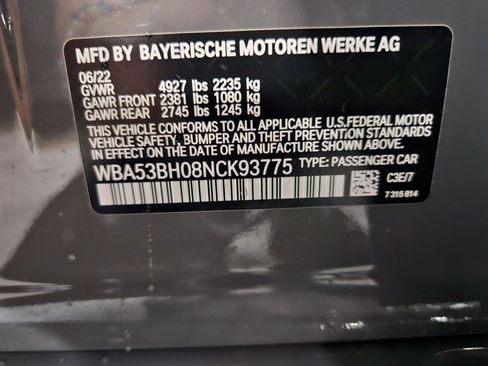 MFD BY BAYERISCHE MOTOREN WERKE AG
06/22
GVWR 4927 lbs 2235 kg
GAWR FRONT 2381 lbs 1080 kg
GAWR REAR 2745 lbs 1245 kg
THIS VEHICLE CONFORMS TO ALL APPLICABLE U.S.FEDERAL MOTOR
VEHICLE SAFETY, BUMPER AND THEFT PREVENTION STANDARDS
IN EFFECT ON THE DATE OF MANUFACTURE SHOWN ABOVE.
WBA53BH08NCK93775 TYPE: PASSENGER CAR
C3E/7
7 315 814